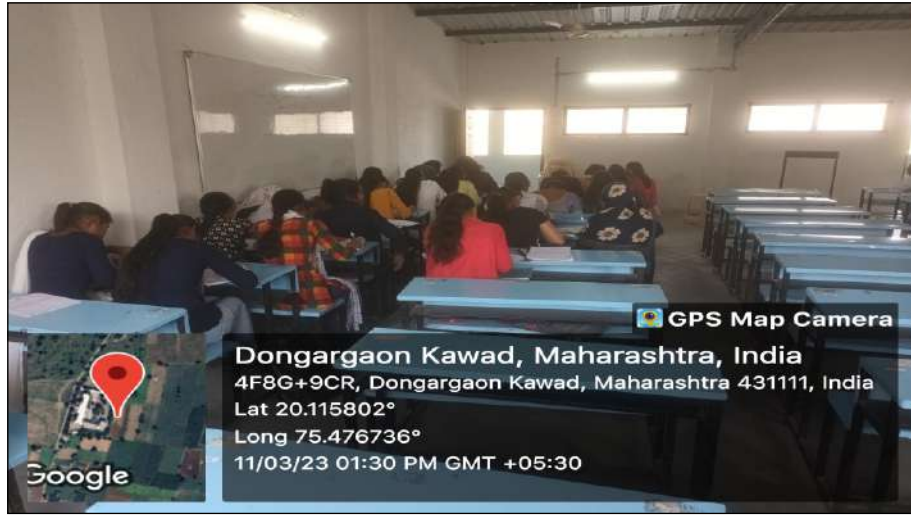 GPS Map Camera
Dongargaon Kawad, Maharashtra, India
4F8G+9CR, Dongargaon Kawad, Maharashtra 431111, India
Lat 20.115802°
Long 75.476736°
11/03/23 01:30 PM GMT +05:30
Google